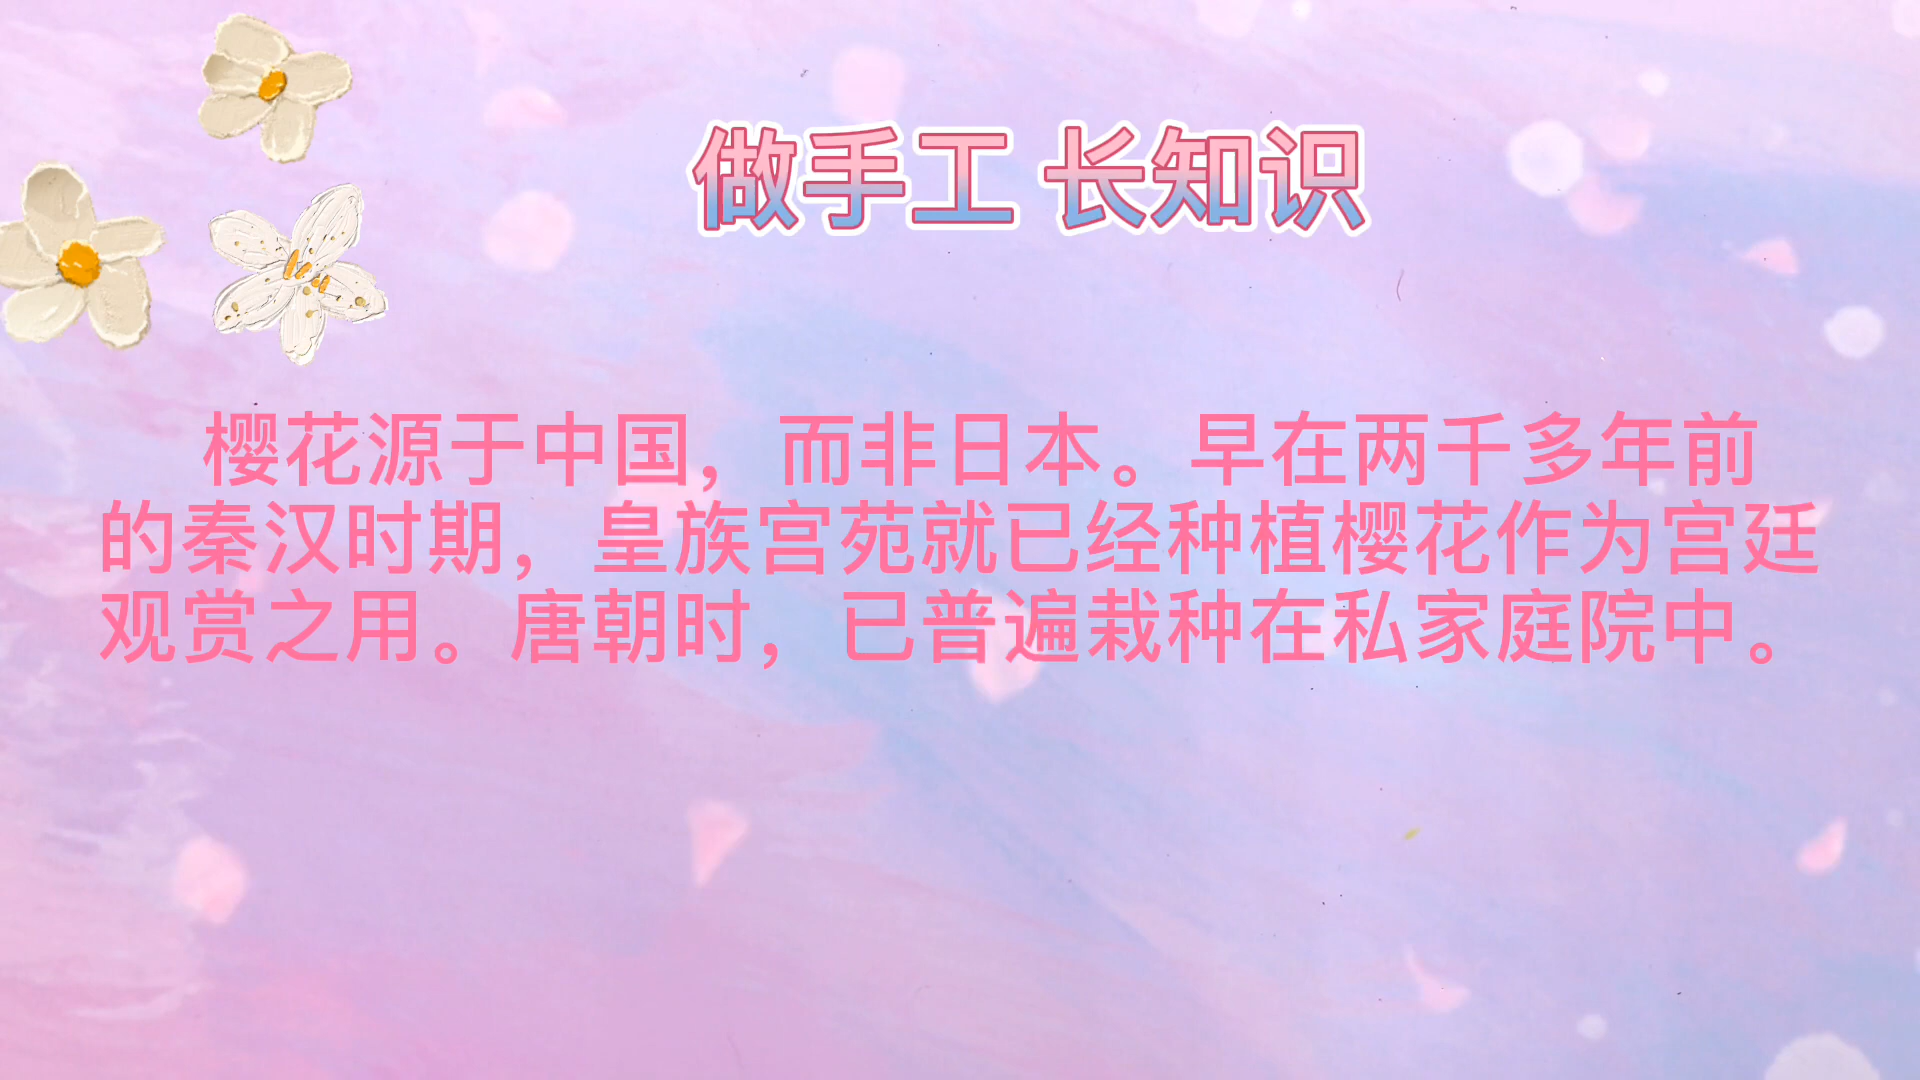 做手工 长知识
樱花源于中国，而非日本。早在两千多年前
的秦汉时期，皇族宫苑就已经种植樱花作为宫廷
观赏之用。唐朝时，已普遍栽种在私家庭院中。